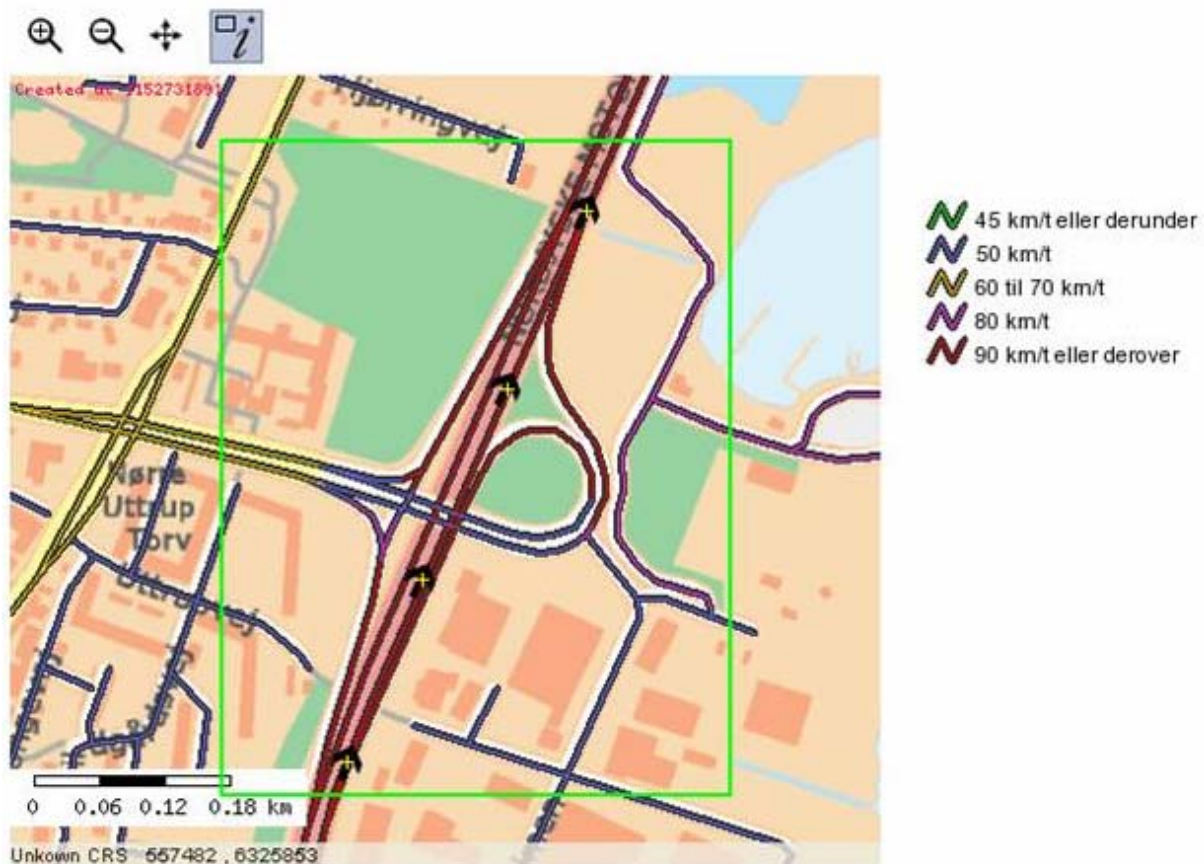 Created at 1152731891
Hjørringvej
Nørre
Uttrup
Torv
Uttrupvej
0 0.06 0.12 0.18 km
Unkown CRS 557482 , 6325853
45 km/t eller derunder
50 km/t
60 til 70 km/t
80 km/t
90 km/t eller derover